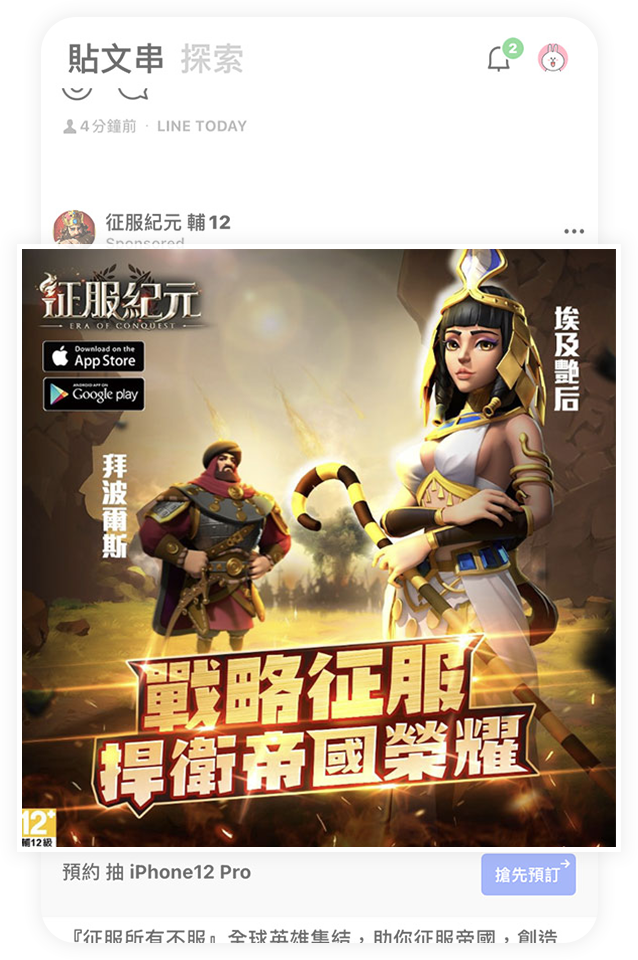 貼文串 探索
2
4分鐘前 · LINE TODAY
征服紀元 輔12
Sponsored
征服紀元
ERA OF CONQUEST
Download on the
App Store
ANDROID APP ON
Google play
埃及艷后
拜波爾斯
戰略征服
捍衛帝國榮耀
12+
輔12級
預約 抽 iPhone12 Pro
搶先預訂
『征服所有不服』全球英雄集結，助你征服帝國，創造